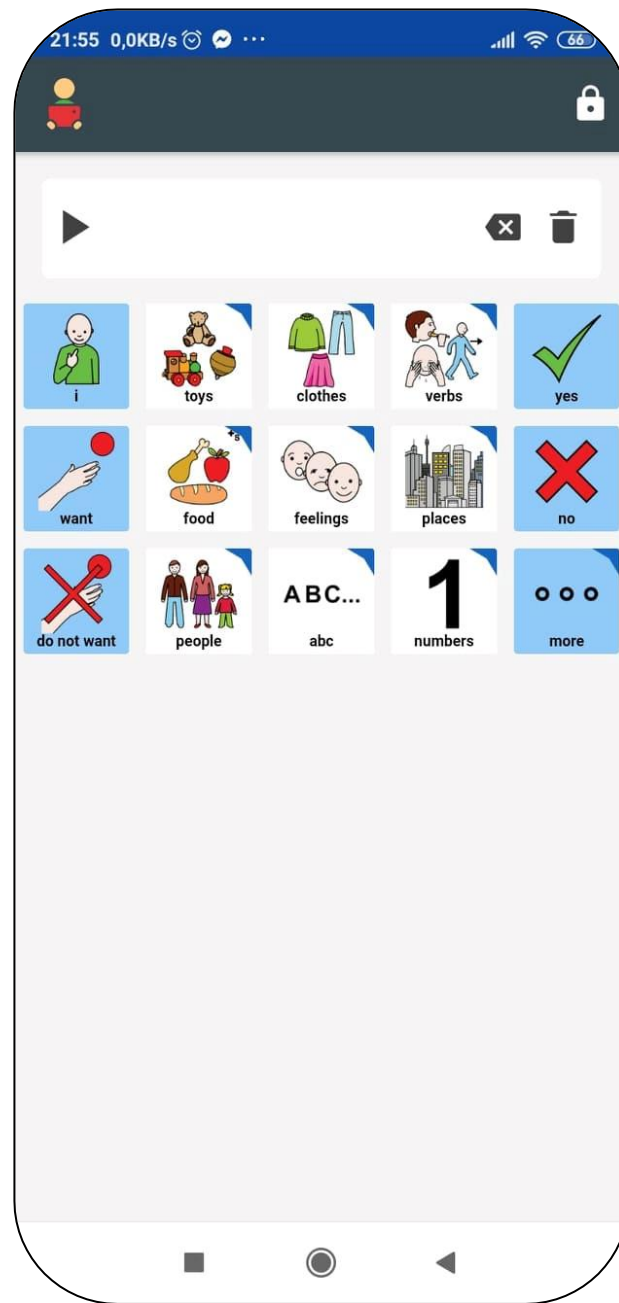 21:55 0,0KB/s ... 66
i toys clothes verbs yes
+s
want food feelings places no
ABC... 1
do not want people abc numbers more